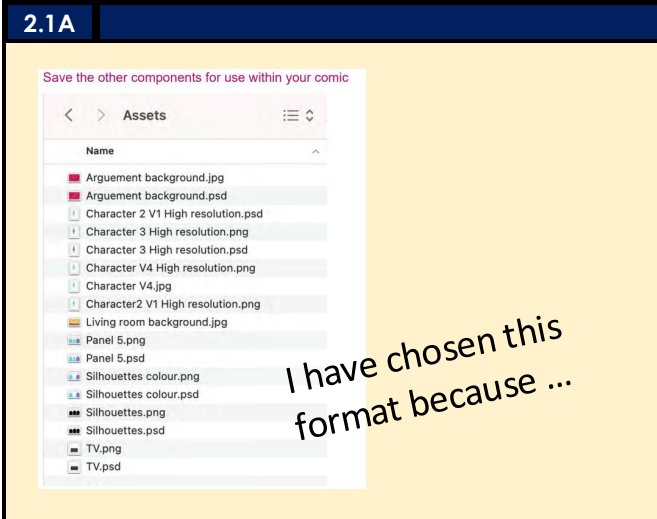 2.1A
Save the other components for use within your comic
Assets
Name
Arguement background.jpg
Arguement background.psd
Character 2 V1 High resolution.psd
Character 3 High resolution.png
Character 3 High resolution.psd
Character V4 High resolution.png
Character V4.jpg
Character2 V1 High resolution.png
Living room background.jpg
Panel 5.png
Panel 5.psd
Silhouettes colour.png
Silhouettes colour.psd
Silhouettes.png
Silhouettes.psd
TV.png
TV.psd
I have chosen this
format because ...